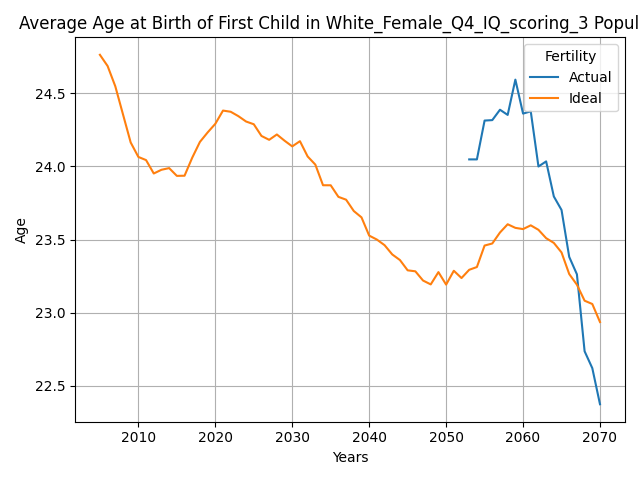 Average Age at Birth of First Child in White_Female_Q4_IQ_scoring_3 Popul
Fertility
Actual
Ideal
24.5
24.0
23.5
23.0
22.5
Age
2010 2020 2030 2040 2050 2060 2070
Years